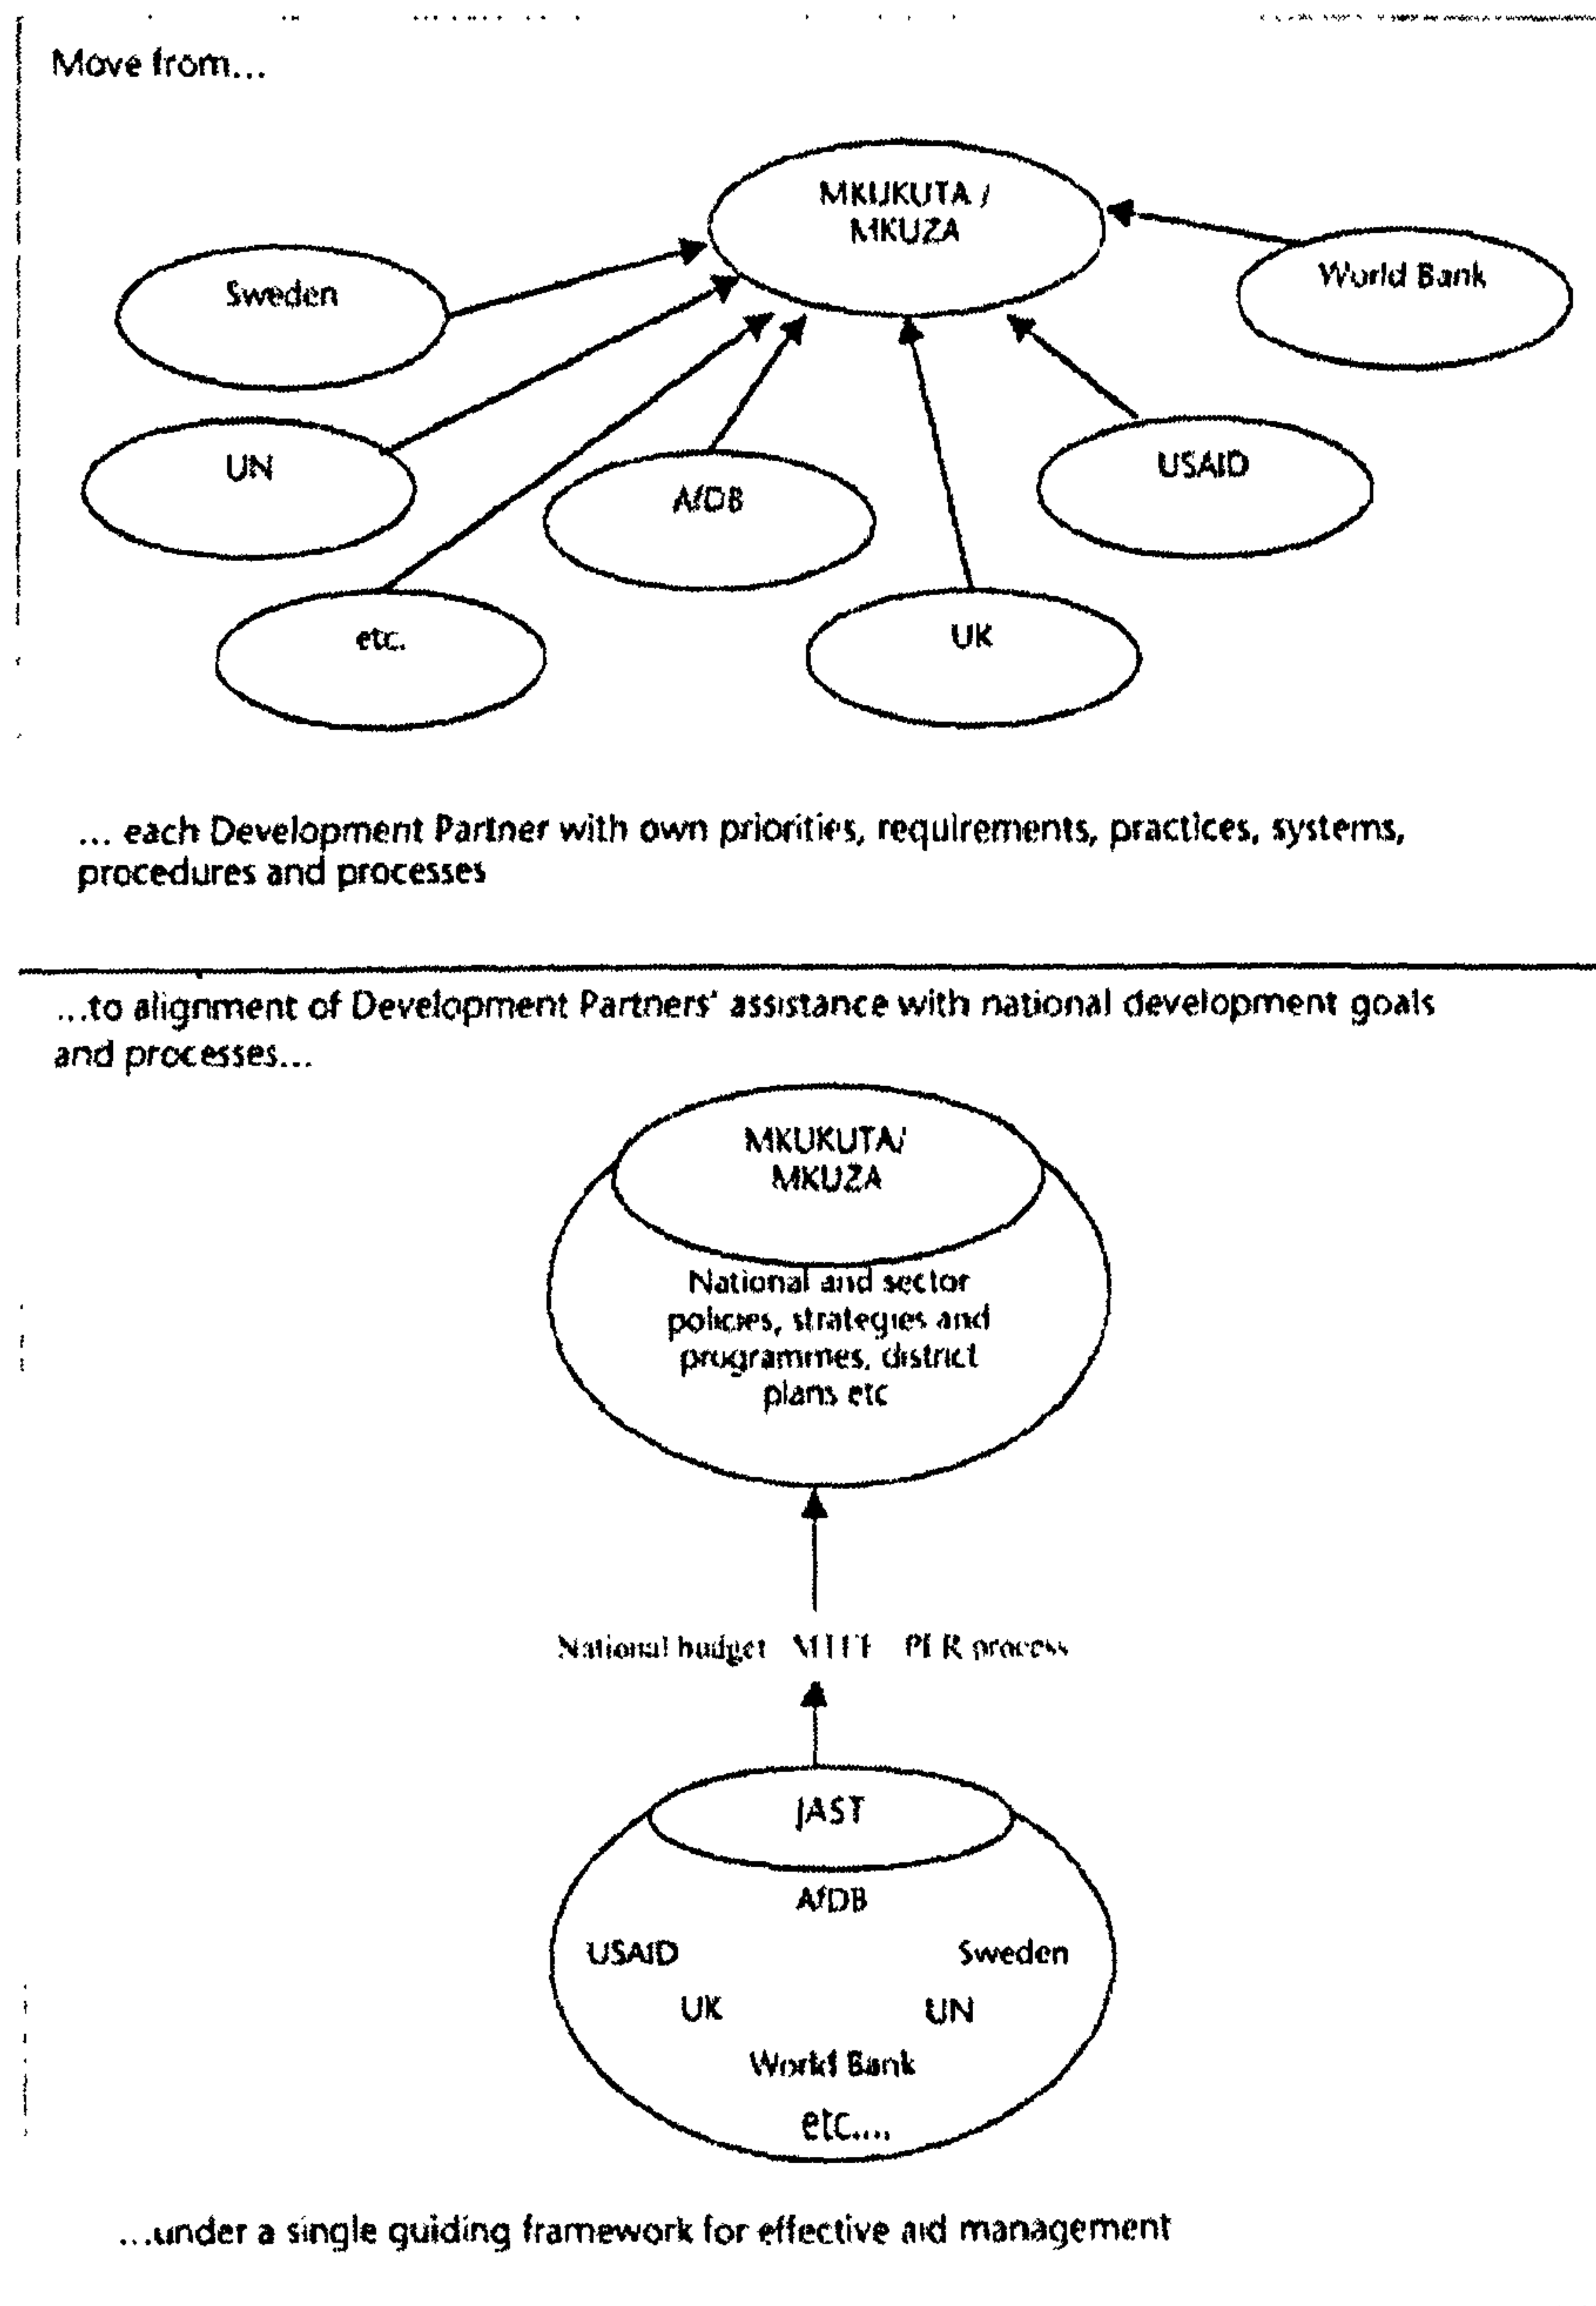 Move from...
MKUKUTA /
MKUZA
World Bank
Sweden
USAID
UN
AfDB
etc.
UK
... each Development Partner with own priorities, requirements, practices, systems,
procedures and processes
...to alignment of Development Partners' assistance with national development goals
and processes...
MKUKUTA/
MKUZA
National and sector
policies, strategies and
programmes, district
plans etc
National budget PER process
JAST
AfDB
USAID Sweden
UK UN
World Bank
etc....
...under a single guiding framework for effective aid management